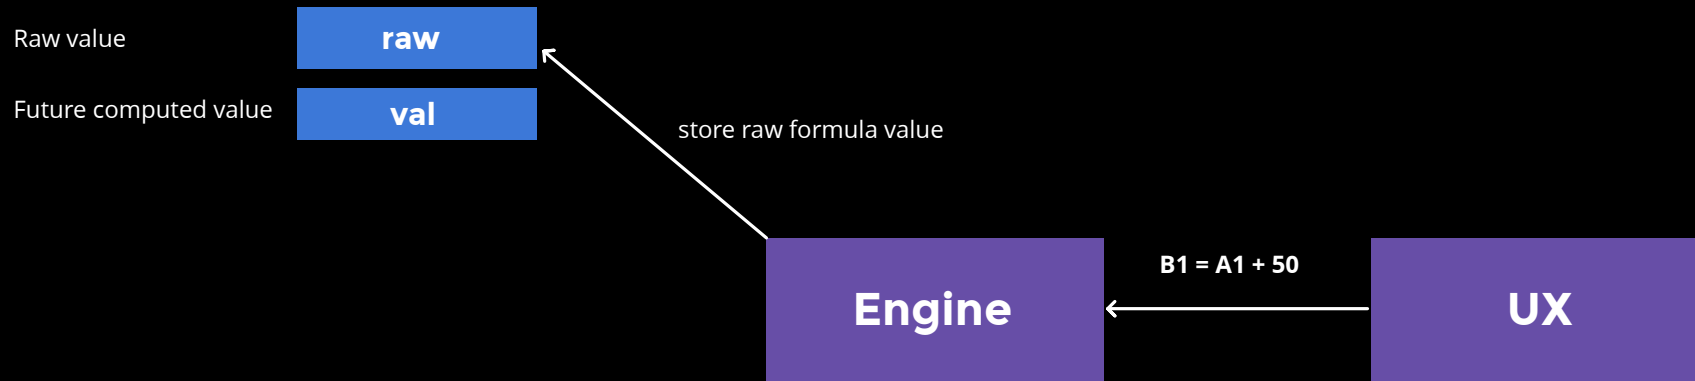 Raw value
raw
Future computed value
val
store raw formula value
B1 = A1 + 50
Engine
UX